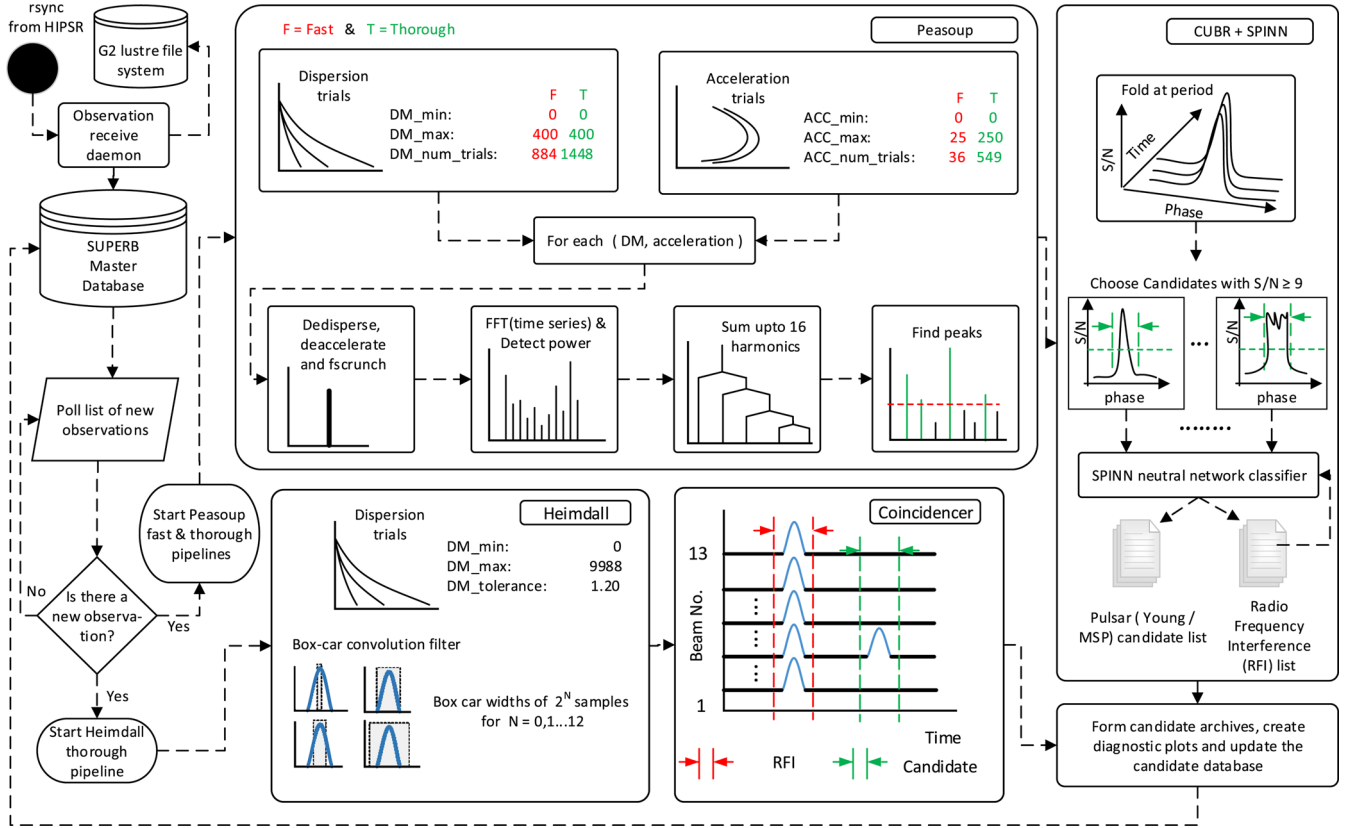 rsync
from HIPSR
G2 lustre file
system
Observation
receive
daemon
SUPERB
Master
Database
Poll list of new
observations
Is there a
new observa-
tion?
No
Yes
Yes
Start Peasoup
fast & thorough
pipelines
Start Heimdall
thorough
pipeline
F = Fast & T = Thorough
Peasoup
Dispersion
trials
F T
DM_min: 0 0
DM_max: 400 400
DM_num_trials: 884 1448
Acceleration
trials
F T
ACC_min: 0 0
ACC_max: 25 250
ACC_num_trials: 36 549
For each ( DM, acceleration )
Dedisperse,
deaccelerate
and fscrunch
FFT(time series) &
Detect power
Sum upto 16
harmonics
Find peaks
Heimdall
Dispersion
trials
DM_min: 0
DM_max: 9988
DM_tolerance: 1.20
Box-car convolution filter
Box car widths of 2^N samples
for N = 0,1...12
Coincidencer
13
Beam No.
1
Time
RFI
Candidate
CUBR + SPINN
Fold at period
S/N
Time
Phase
Choose Candidates with S/N ≥ 9
S/N
phase
...
S/N
phase
.........
SPINN neutral network classifier
Pulsar ( Young /
MSP) candidate list
Radio
Frequency
Interference
(RFI) list
Form candidate archives, create
diagnostic plots and update the
candidate database